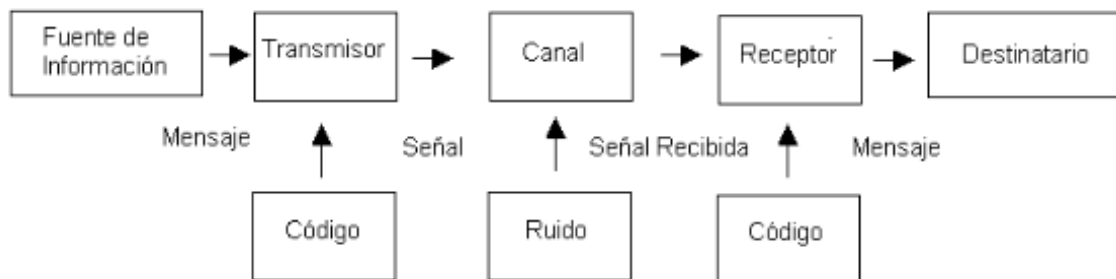 Fuente de
Información
Transmisor
Canal
Receptor
Destinatario
Mensaje
Señal
Señal Recibida
Mensaje
Código
Ruido
Código